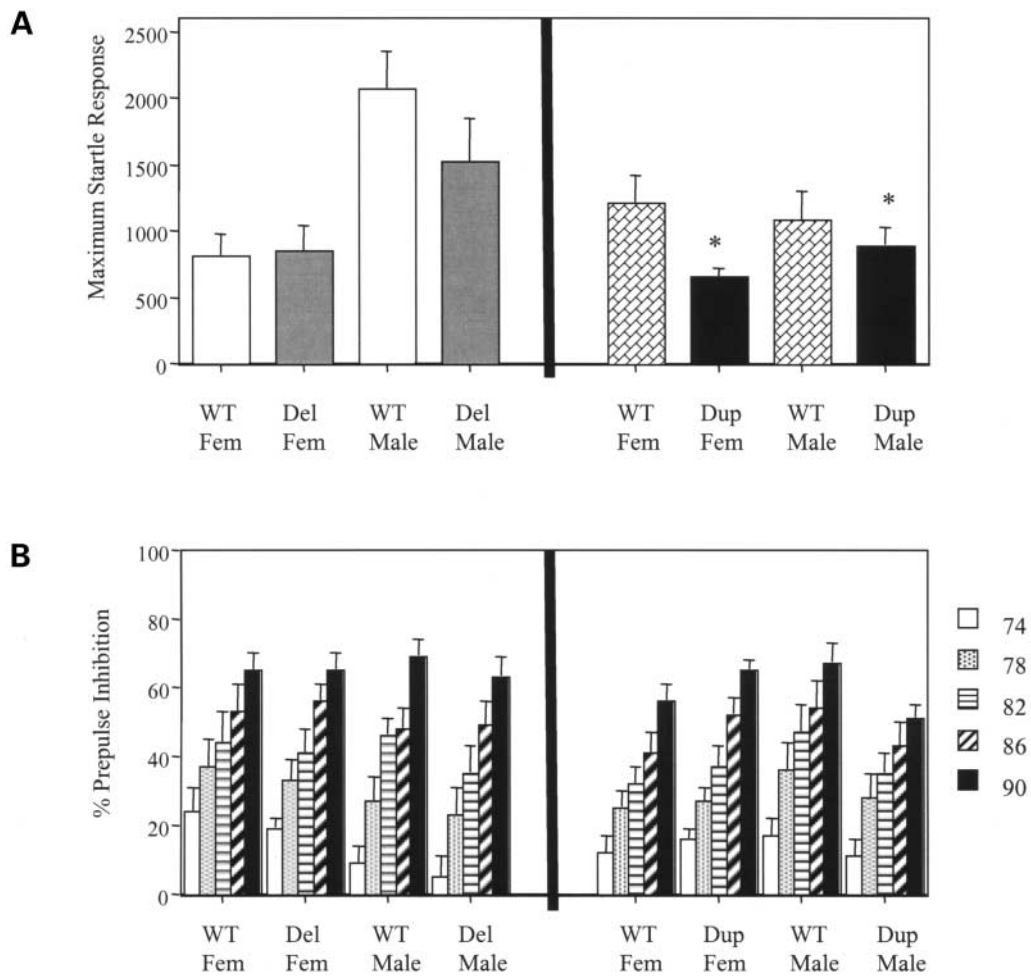 A
Maximum Startle Response
2500
2000
1500
1000
500
0
* *
WT Del WT Del WT Dup WT Dup
Fem Fem Male Male Fem Fem Male Male
B
% Prepulse Inhibition
100
80
60
40
20
0
74
78
82
86
90
WT Del WT Del WT Dup WT Dup
Fem Fem Male Male Fem Fem Male Male